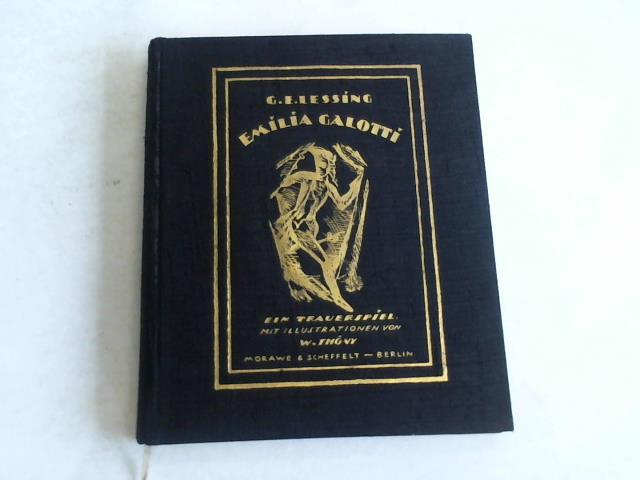 G.E.LESSING
EMILIA GALOTTI
EIN TRAUERSPIEL.
MIT ILLUSTRATIONEN VON
W. THÖNY
MORAWE & SCHEFFELT — BERLIN